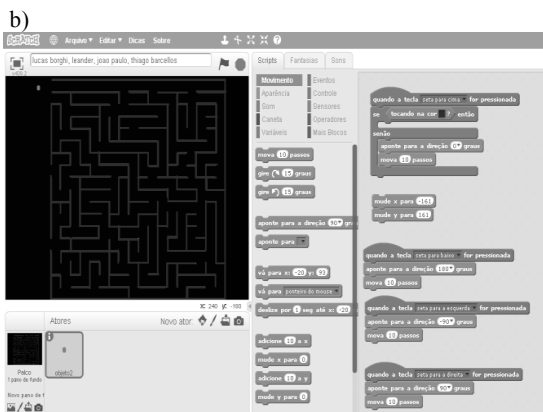 b)
SCRATCH Arquivo Editar Dicas Sobre
lucas borghi, leander, joao paulo, thiago barcellos
Scripts Fantasias Sons
Movimento Eventos
Aparência Controle
Som Sensores
Caneta Operadores
Variáveis Mais Blocos
mova 10 passos
gire 15 graus
gire 15 graus
aponte para a direção 90 gra
aponte para
vá para x: -20 y: 93
vá para ponteiro do mouse
deslize por 1 seg até x: -20
adicione 10 a x
mude x para 0
adicione 10 a y
mude y para 0
quando a tecla seta para cima for pressionada
se tocando na cor ? então
senão
aponte para a direção 0 graus
mova 10 passos
mude x para -161
mude y para 161
quando a tecla seta para baixo for pressionada
aponte para a direção 180 graus
mova 10 passos
quando a tecla seta para a esquerda for pressionada
aponte para a direção -90 graus
mova 10 passos
quando a tecla seta para a direita for pressionada
aponte para a direção 90 graus
mova 10 passos
X: 240 Y: -180
Atores Novo ator:
Palco
1 pano de fundo
objeto2
Novo pano de f